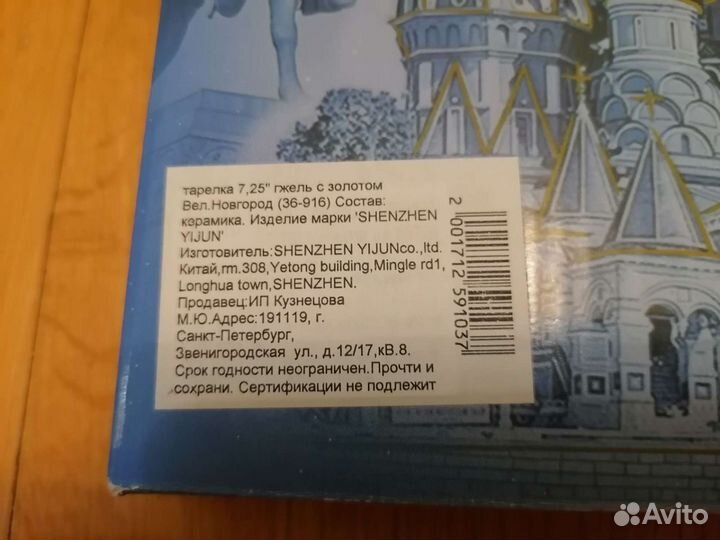 тарелка 7,25" гжель с золотом
Вел.Новгород (36-916) Состав:
керамика. Изделие марки 'SHENZHEN
YIJUN'
Изготовитель:SHENZHEN YIJUNco.,ltd.
Китай,rm.308,Yetong building,Mingle rd1,
Longhua town,SHENZHEN.
Продавец:ИП Кузнецова
М.Ю.Адрес:191119, г.
Санкт-Петербург,
Звенигородская ул., д.12/17,кВ.8.
Срок годности неограничен.Прочти и
сохрани. Сертификации не подлежит
2 001712 591037
Avito